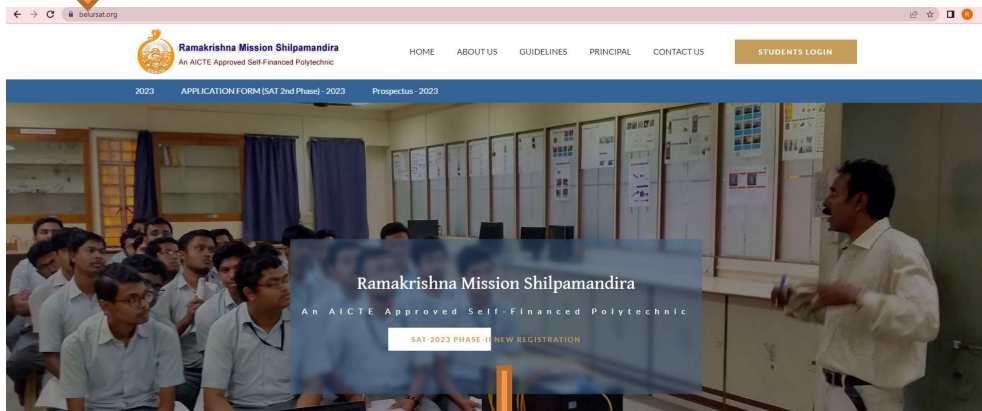 belursat.org
Ramakrishna Mission Shilpamandira
An AICTE Approved Self-Financed Polytechnic
HOME ABOUT US GUIDELINES PRINCIPAL CONTACT US STUDENTS LOGIN
2023 APPLICATION FORM (SAT 2nd Phase) - 2023 Prospectus - 2023
Ramakrishna Mission Shilpamandira
An AICTE Approved Self-Financed Polytechnic
SAT-2023 PHASE-II NEW REGISTRATION